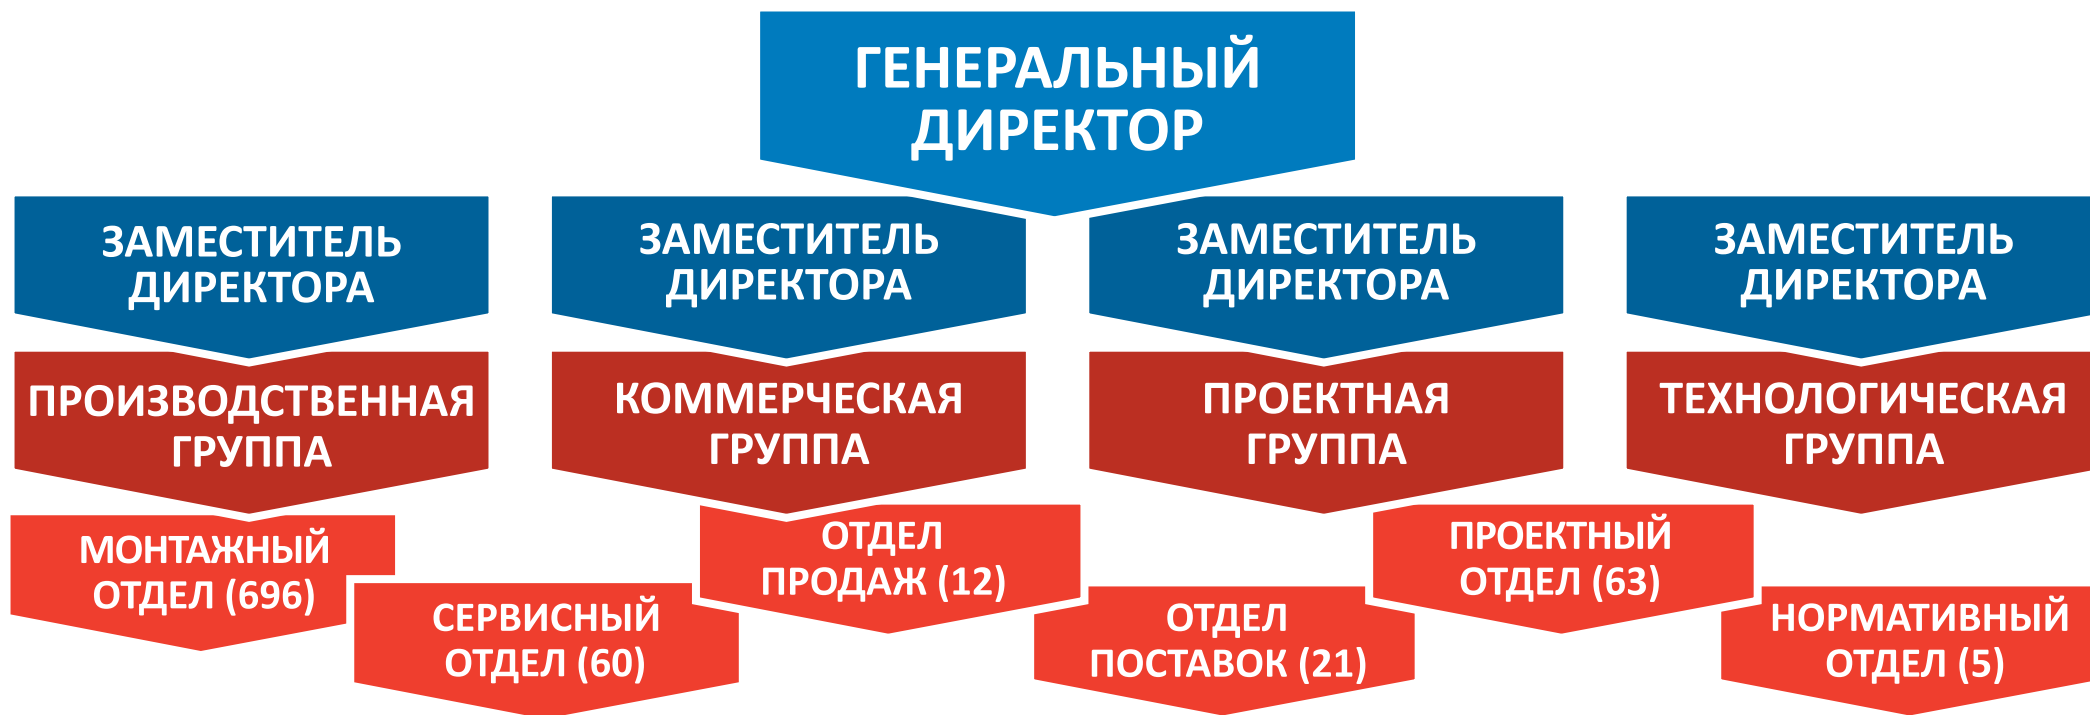 ГЕНЕРАЛЬНЫЙ
ДИРЕКТОР
ЗАМЕСТИТЕЛЬ
ДИРЕКТОРА
ЗАМЕСТИТЕЛЬ
ДИРЕКТОРА
ЗАМЕСТИТЕЛЬ
ДИРЕКТОРА
ЗАМЕСТИТЕЛЬ
ДИРЕКТОРА
ПРОИЗВОДСТВЕННАЯ
ГРУППА
КОММЕРЧЕСКАЯ
ГРУППА
ПРОЕКТНАЯ
ГРУППА
ТЕХНОЛОГИЧЕСКАЯ
ГРУППА
МОНТАЖНЫЙ
ОТДЕЛ (696)
СЕРВИСНЫЙ
ОТДЕЛ (60)
ОТДЕЛ
ПРОДАЖ (12)
ОТДЕЛ
ПОСТАВОК (21)
ПРОЕКТНЫЙ
ОТДЕЛ (63)
НОРМАТИВНЫЙ
ОТДЕЛ (5)